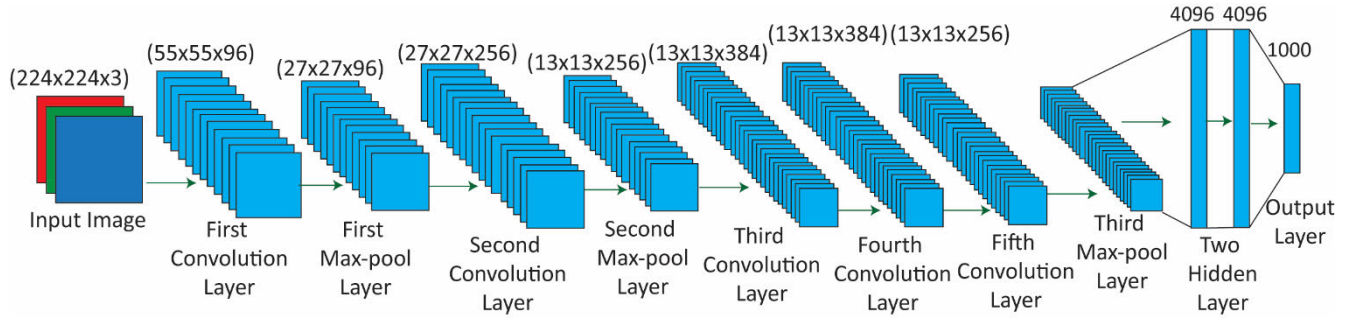 (224x224x3)
Input Image
(55x55x96)
First
Convolution
Layer
(27x27x96)
First
Max-pool
Layer
(27x27x256)
Second
Convolution
Layer
(13x13x256)
Second
Max-pool
Layer
(13x13x384)
Third
Convolution
Layer
(13x13x384)
Fourth
Convolution
Layer
(13x13x256)
Fifth
Convolution
Layer
Third
Max-pool
Layer
4096 4096
Two
Hidden
Layer
1000
Output
Layer